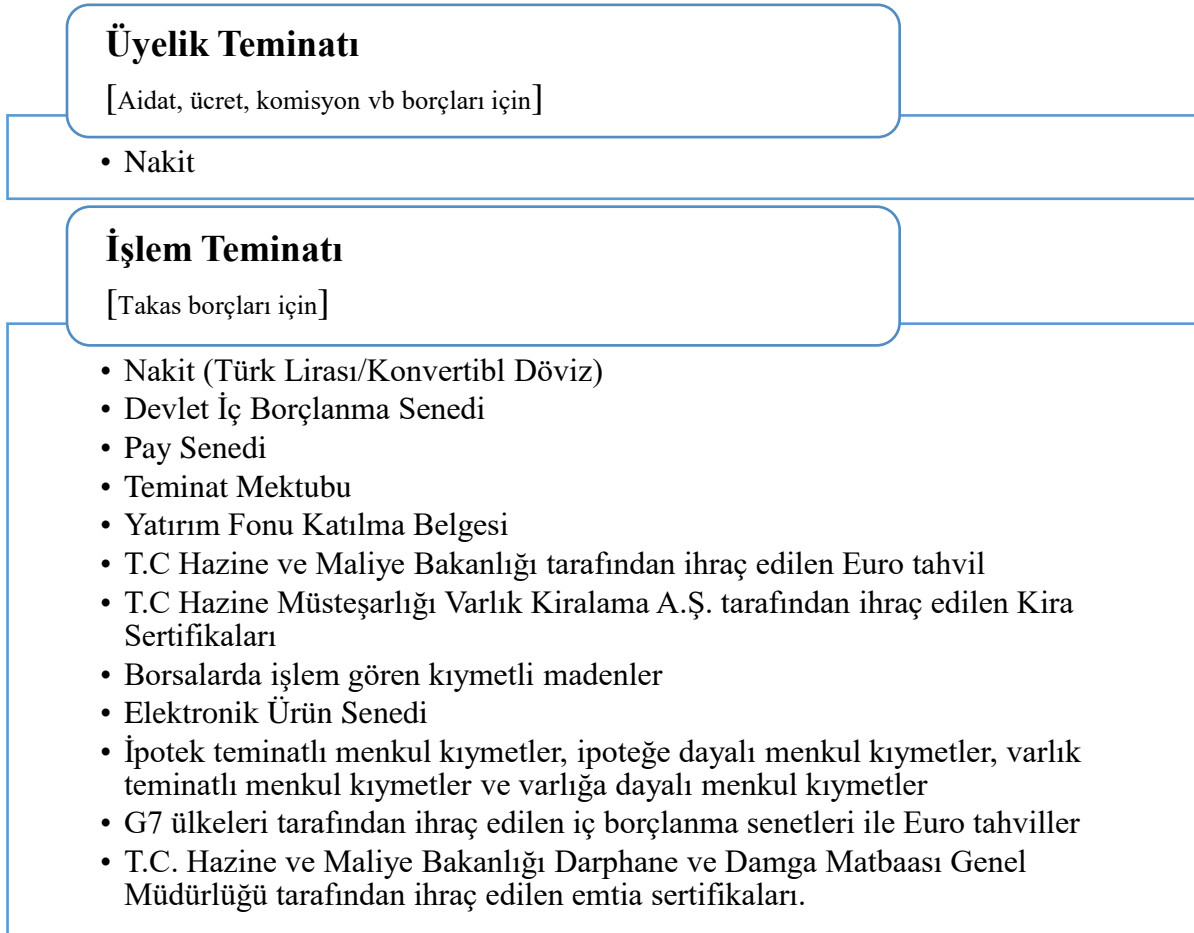 Üyelik Teminatı
[Aidat, ücret, komisyon vb borçları için]
• Nakit
İşlem Teminatı
[Takas borçları için]
• Nakit (Türk Lirası/Konvertibl Döviz)
• Devlet İç Borçlanma Senedi
• Pay Senedi
• Teminat Mektubu
• Yatırım Fonu Katılma Belgesi
• T.C Hazine ve Maliye Bakanlığı tarafından ihraç edilen Euro tahvil
• T.C Hazine Müsteşarlığı Varlık Kiralama A.Ş. tarafından ihraç edilen Kira
Sertifikaları
• Borsalarda işlem gören kıymetli madenler
• Elektronik Ürün Senedi
• İpotek teminatlı menkul kıymetler, ipoteğe dayalı menkul kıymetler, varlık
teminatlı menkul kıymetler ve varlığa dayalı menkul kıymetler
• G7 ülkeleri tarafından ihraç edilen iç borçlanma senetleri ile Euro tahviller
• T.C. Hazine ve Maliye Bakanlığı Darphane ve Damga Matbaası Genel
Müdürlüğü tarafından ihraç edilen emtia sertifikaları.